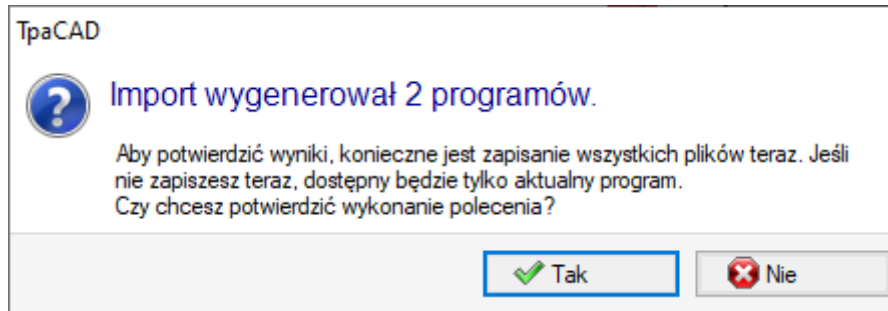 TpaCAD
Import wygenerował 2 programów.
Aby potwierdzić wyniki, konieczne jest zapisanie wszystkich plików teraz. Jeśli
nie zapiszesz teraz, dostępny będzie tylko aktualny program.
Czy chcesz potwierdzić wykonanie polecenia?
Tak
Nie